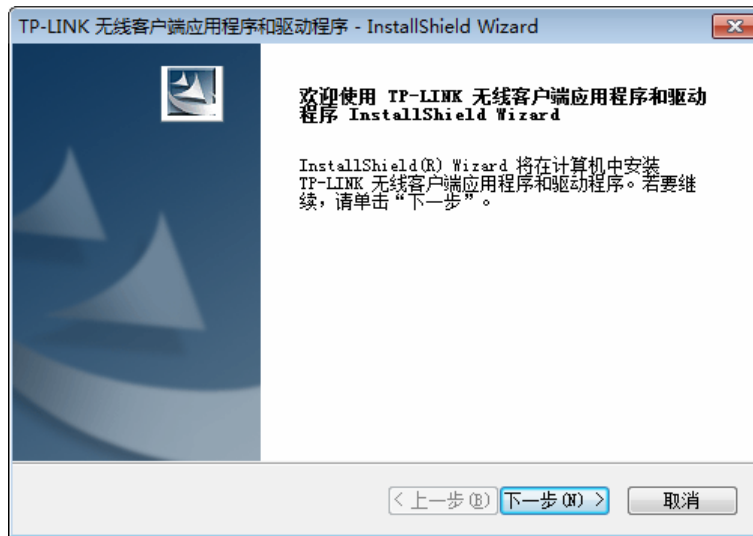 TP-LINK 无线客户端应用程序和驱动程序 - InstallShield Wizard
欢迎使用 TP-LINK 无线客户端应用程序和驱动
程序 InstallShield Wizard
InstallShield(R) Wizard 将在计算机中安装
TP-LINK 无线客户端应用程序和驱动程序。若要继
续，请单击“下一步”。
< 上一步(B)
下一步(N) >
取消